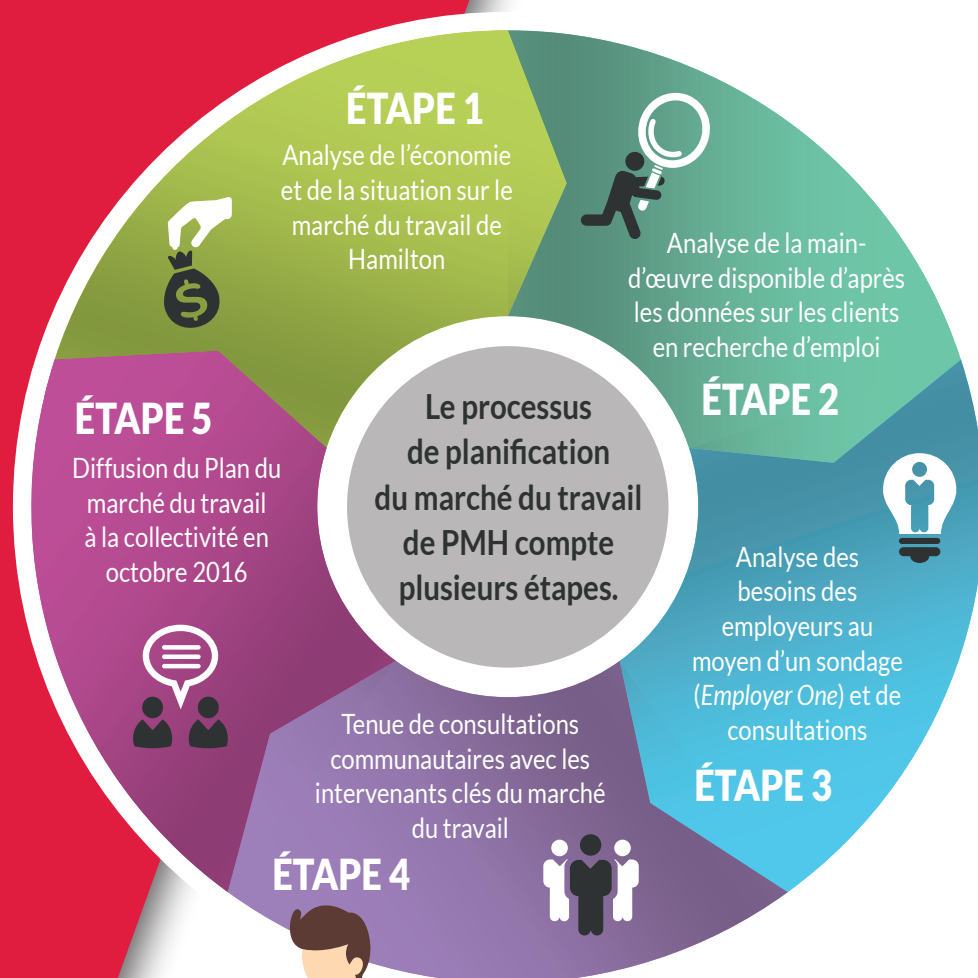 ÉTAPE 1
Analyse de l'économie
et de la situation sur le
marché du travail de
Hamilton
Analyse de la main-
d'œuvre disponible d'après
les données sur les clients
en recherche d'emploi
ÉTAPE 2
Analyse des
besoins des
employeurs au
moyen d'un sondage
(Employer One) et de
consultations
ÉTAPE 3
Tenue de consultations
communautaires avec les
intervenants clés du marché
du travail
ÉTAPE 4
ÉTAPE 5
Diffusion du Plan du
marché du travail
à la collectivité en
octobre 2016
Le processus
de planification
du marché du travail
de PMH compte
plusieurs étapes.
$